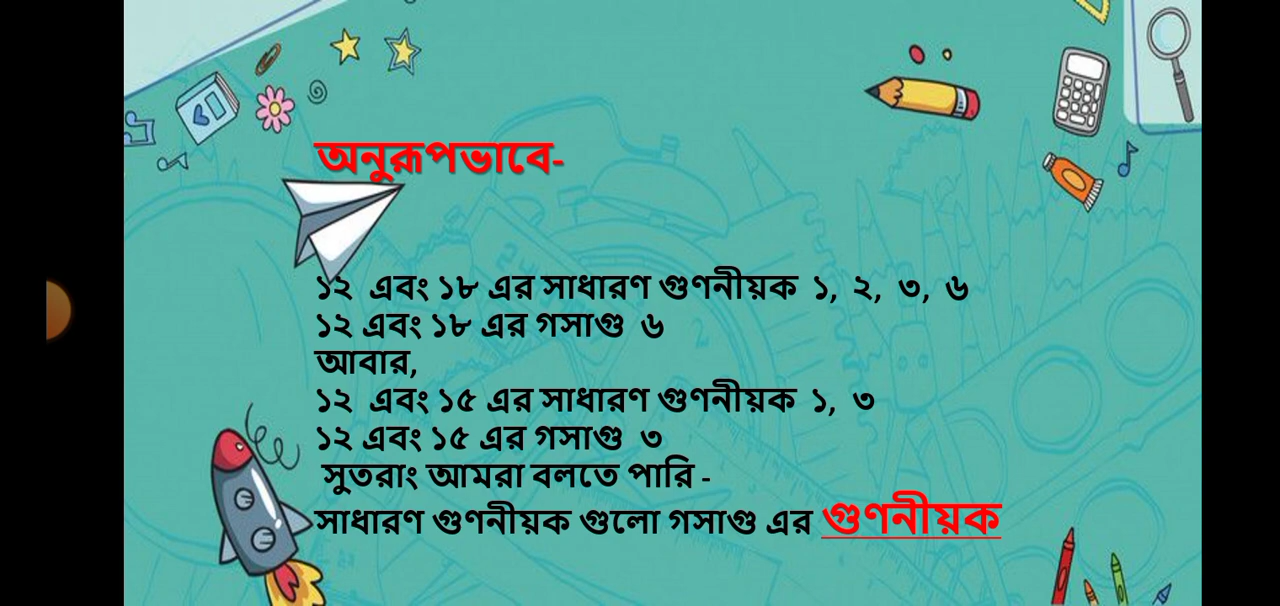 অনুরূপভাবে-
১২ এবং ১৮ এর সাধারণ গুণনীয়ক ১, ২, ৩, ৬
১২ এবং ১৮ এর গসাগু ৬
আবার,
১২ এবং ১৫ এর সাধারণ গুণনীয়ক ১, ৩
১২ এবং ১৫ এর গসাগু ৩
সুতরাং আমরা বলতে পারি -
সাধারণ গুণনীয়ক গুলো গসাগু এর গুণনীয়ক